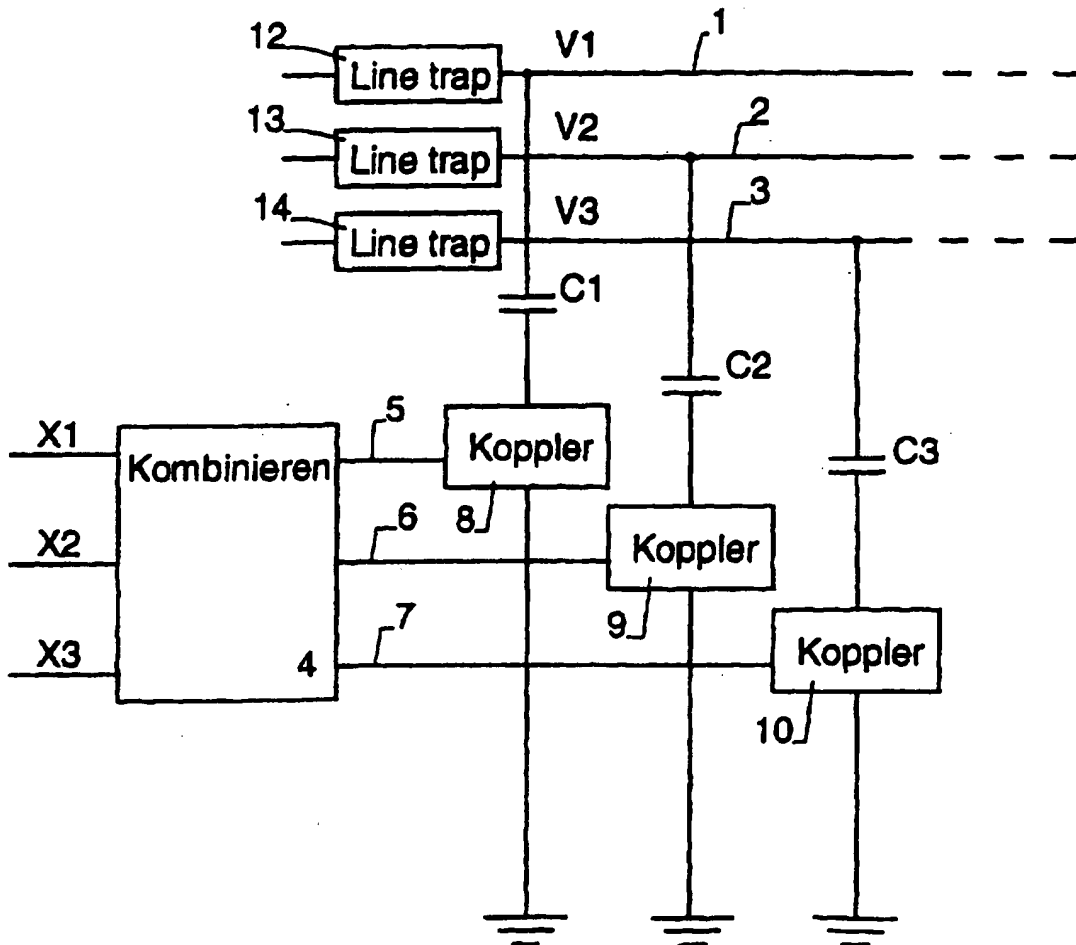 12 Line trap V1 1
13 Line trap V2 2
14 Line trap V3 3
C1
C2
C3
X1 Kombinieren 5 Koppler
8
X2 6 Koppler
9
X3 4 7 Koppler
10